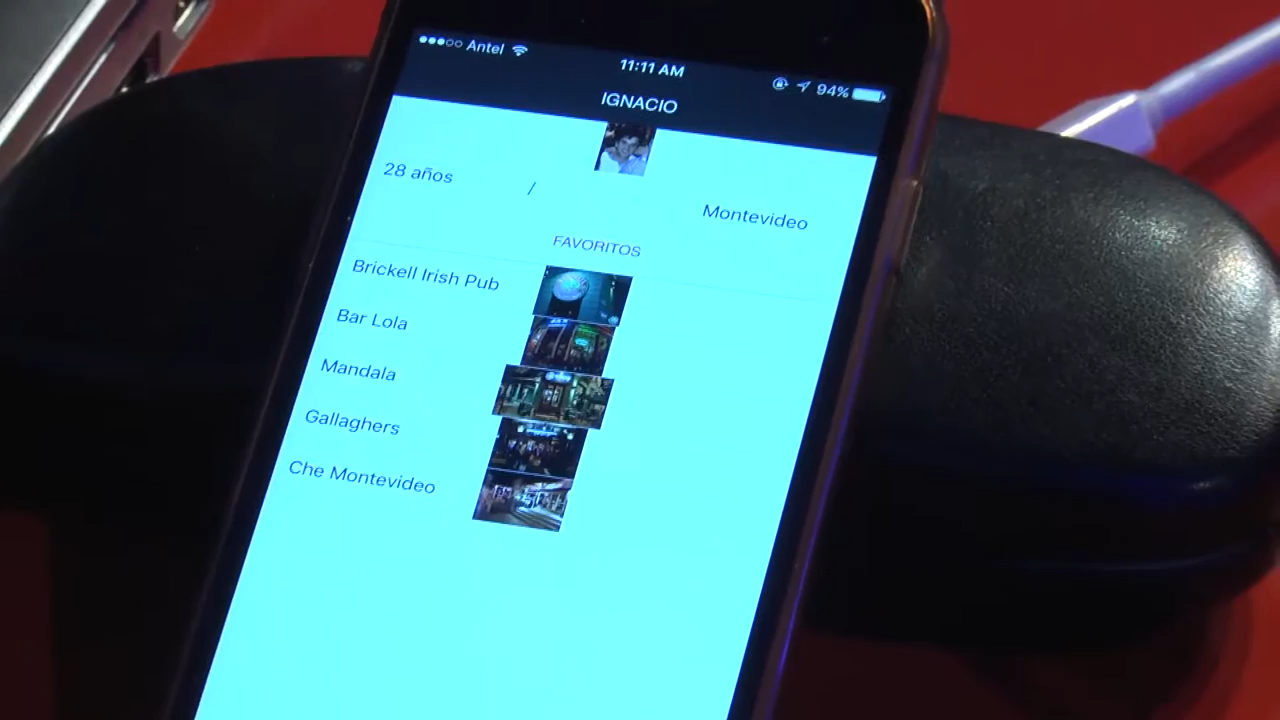 Antel 11:11 AM 94%
IGNACIO
28 años / Montevideo
FAVORITOS
Brickell Irish Pub
Bar Lola
Mandala
Gallaghers
Che Montevideo